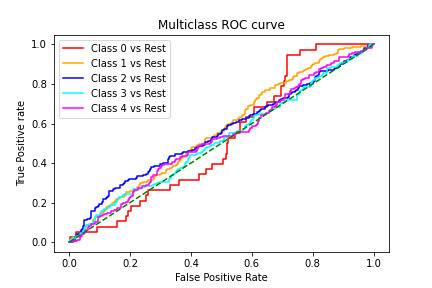 Multiclass ROC curve
True Positive rate
1.0
0.8
0.6
0.4
0.2
0.0
Class 0 vs Rest
Class 1 vs Rest
Class 2 vs Rest
Class 3 vs Rest
Class 4 vs Rest
0.0 0.2 0.4 0.6 0.8 1.0
False Positive Rate